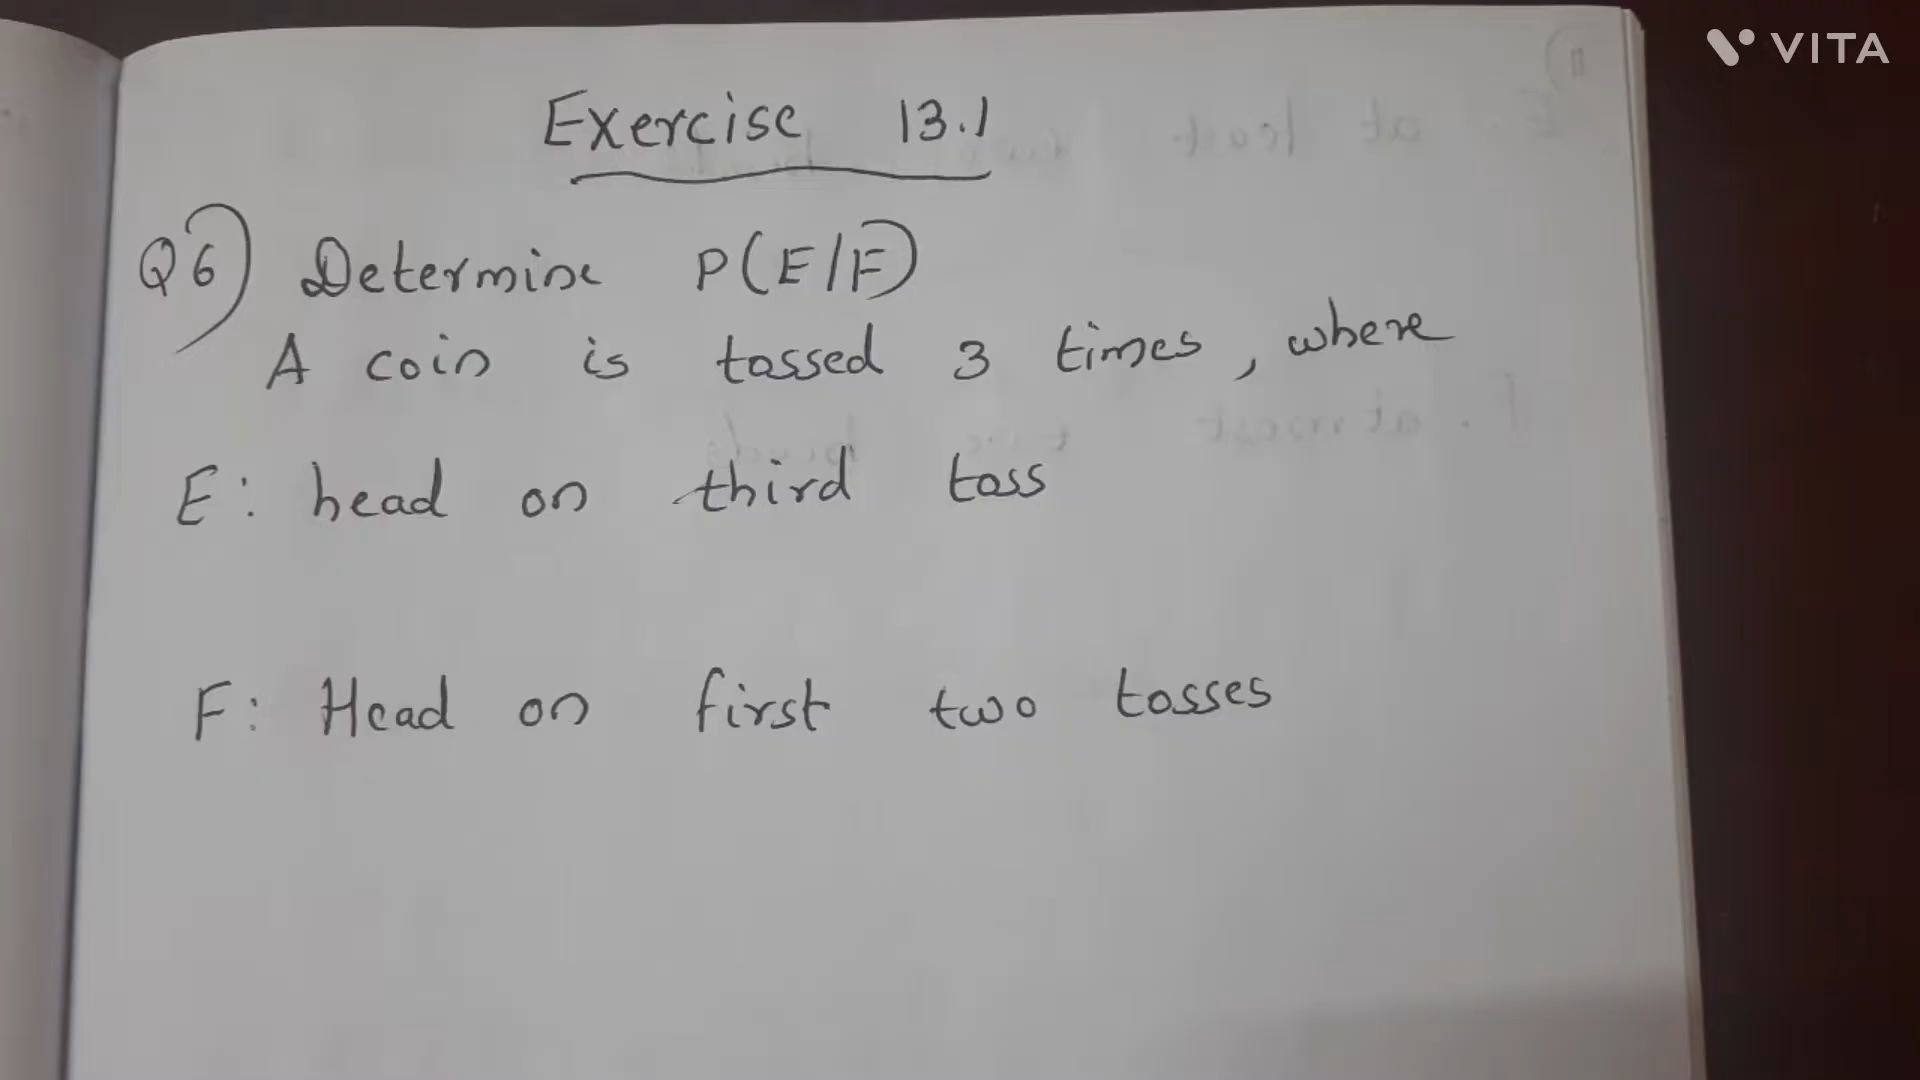 VITA
Exercise 13.1
Q6) Determine P(E/F)
A coin is tossed 3 times, where
E: head on third toss
F: Head on first two tosses